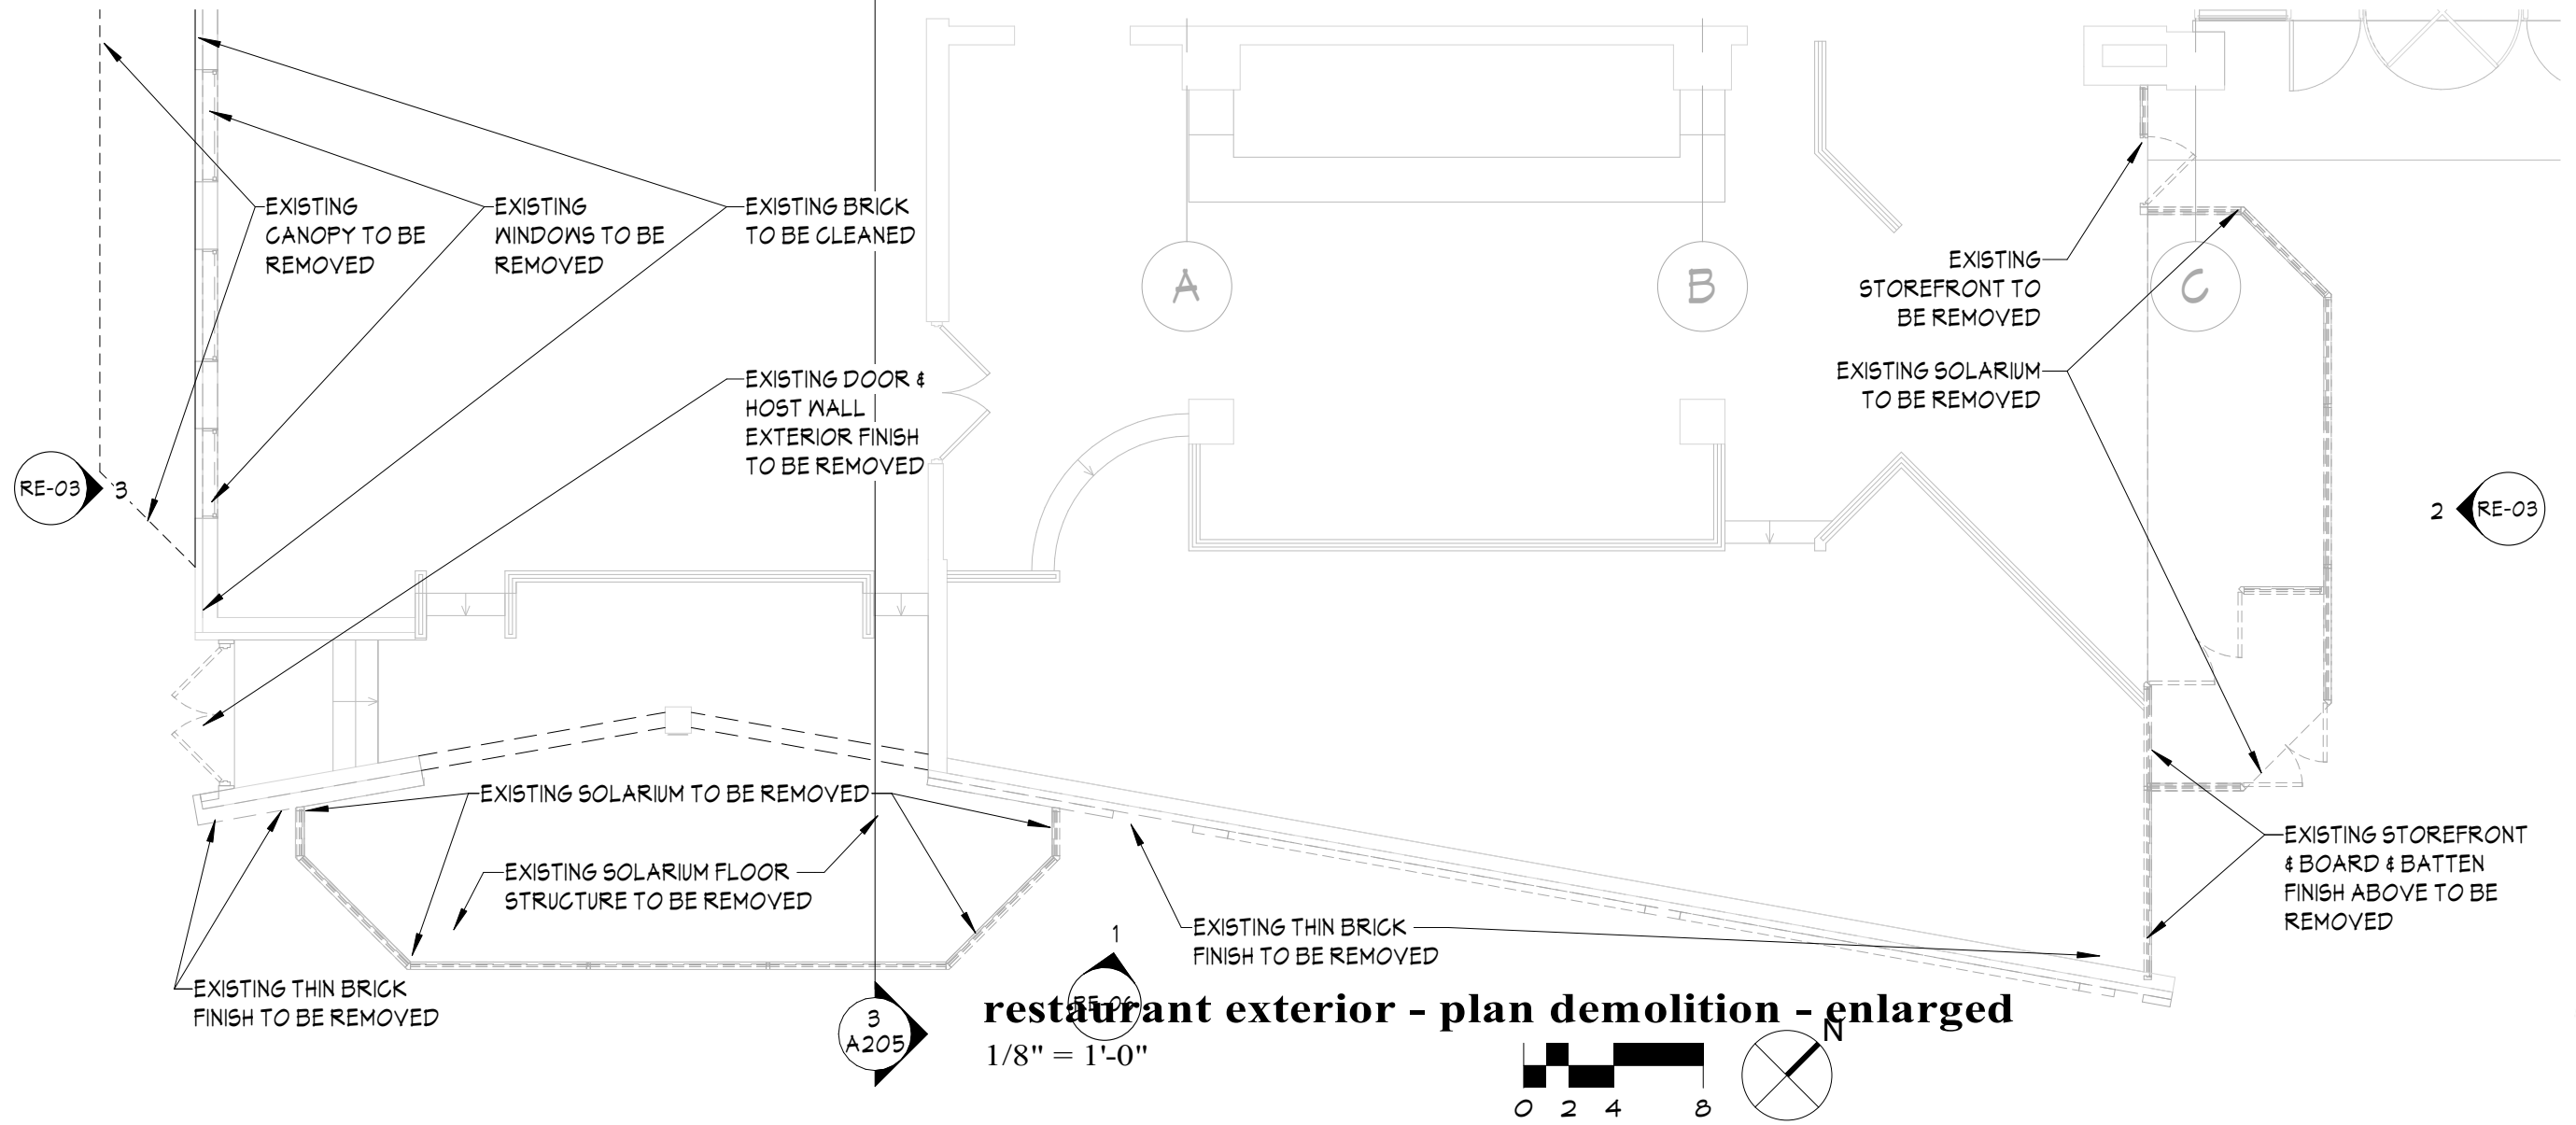 EXISTING
CANOPY TO BE
REMOVED
EXISTING
WINDOWS TO BE
REMOVED
EXISTING BRICK
TO BE CLEANED
A
B
C
EXISTING
STOREFRONT TO
BE REMOVED
EXISTING DOOR &
HOST WALL
EXTERIOR FINISH
TO BE REMOVED
EXISTING SOLARIUM
TO BE REMOVED
RE-03 3
2 RE-03
EXISTING SOLARIUM TO BE REMOVED
EXISTING SOLARIUM FLOOR
STRUCTURE TO BE REMOVED
EXISTING STOREFRONT
& BOARD & BATTEN
FINISH ABOVE TO BE
REMOVED
EXISTING THIN BRICK
FINISH TO BE REMOVED
1
EXISTING THIN BRICK
FINISH TO BE REMOVED
3
A205
restaurant exterior - plan demolition - enlarged
1/8" = 1'-0"
N
0 2 4 8